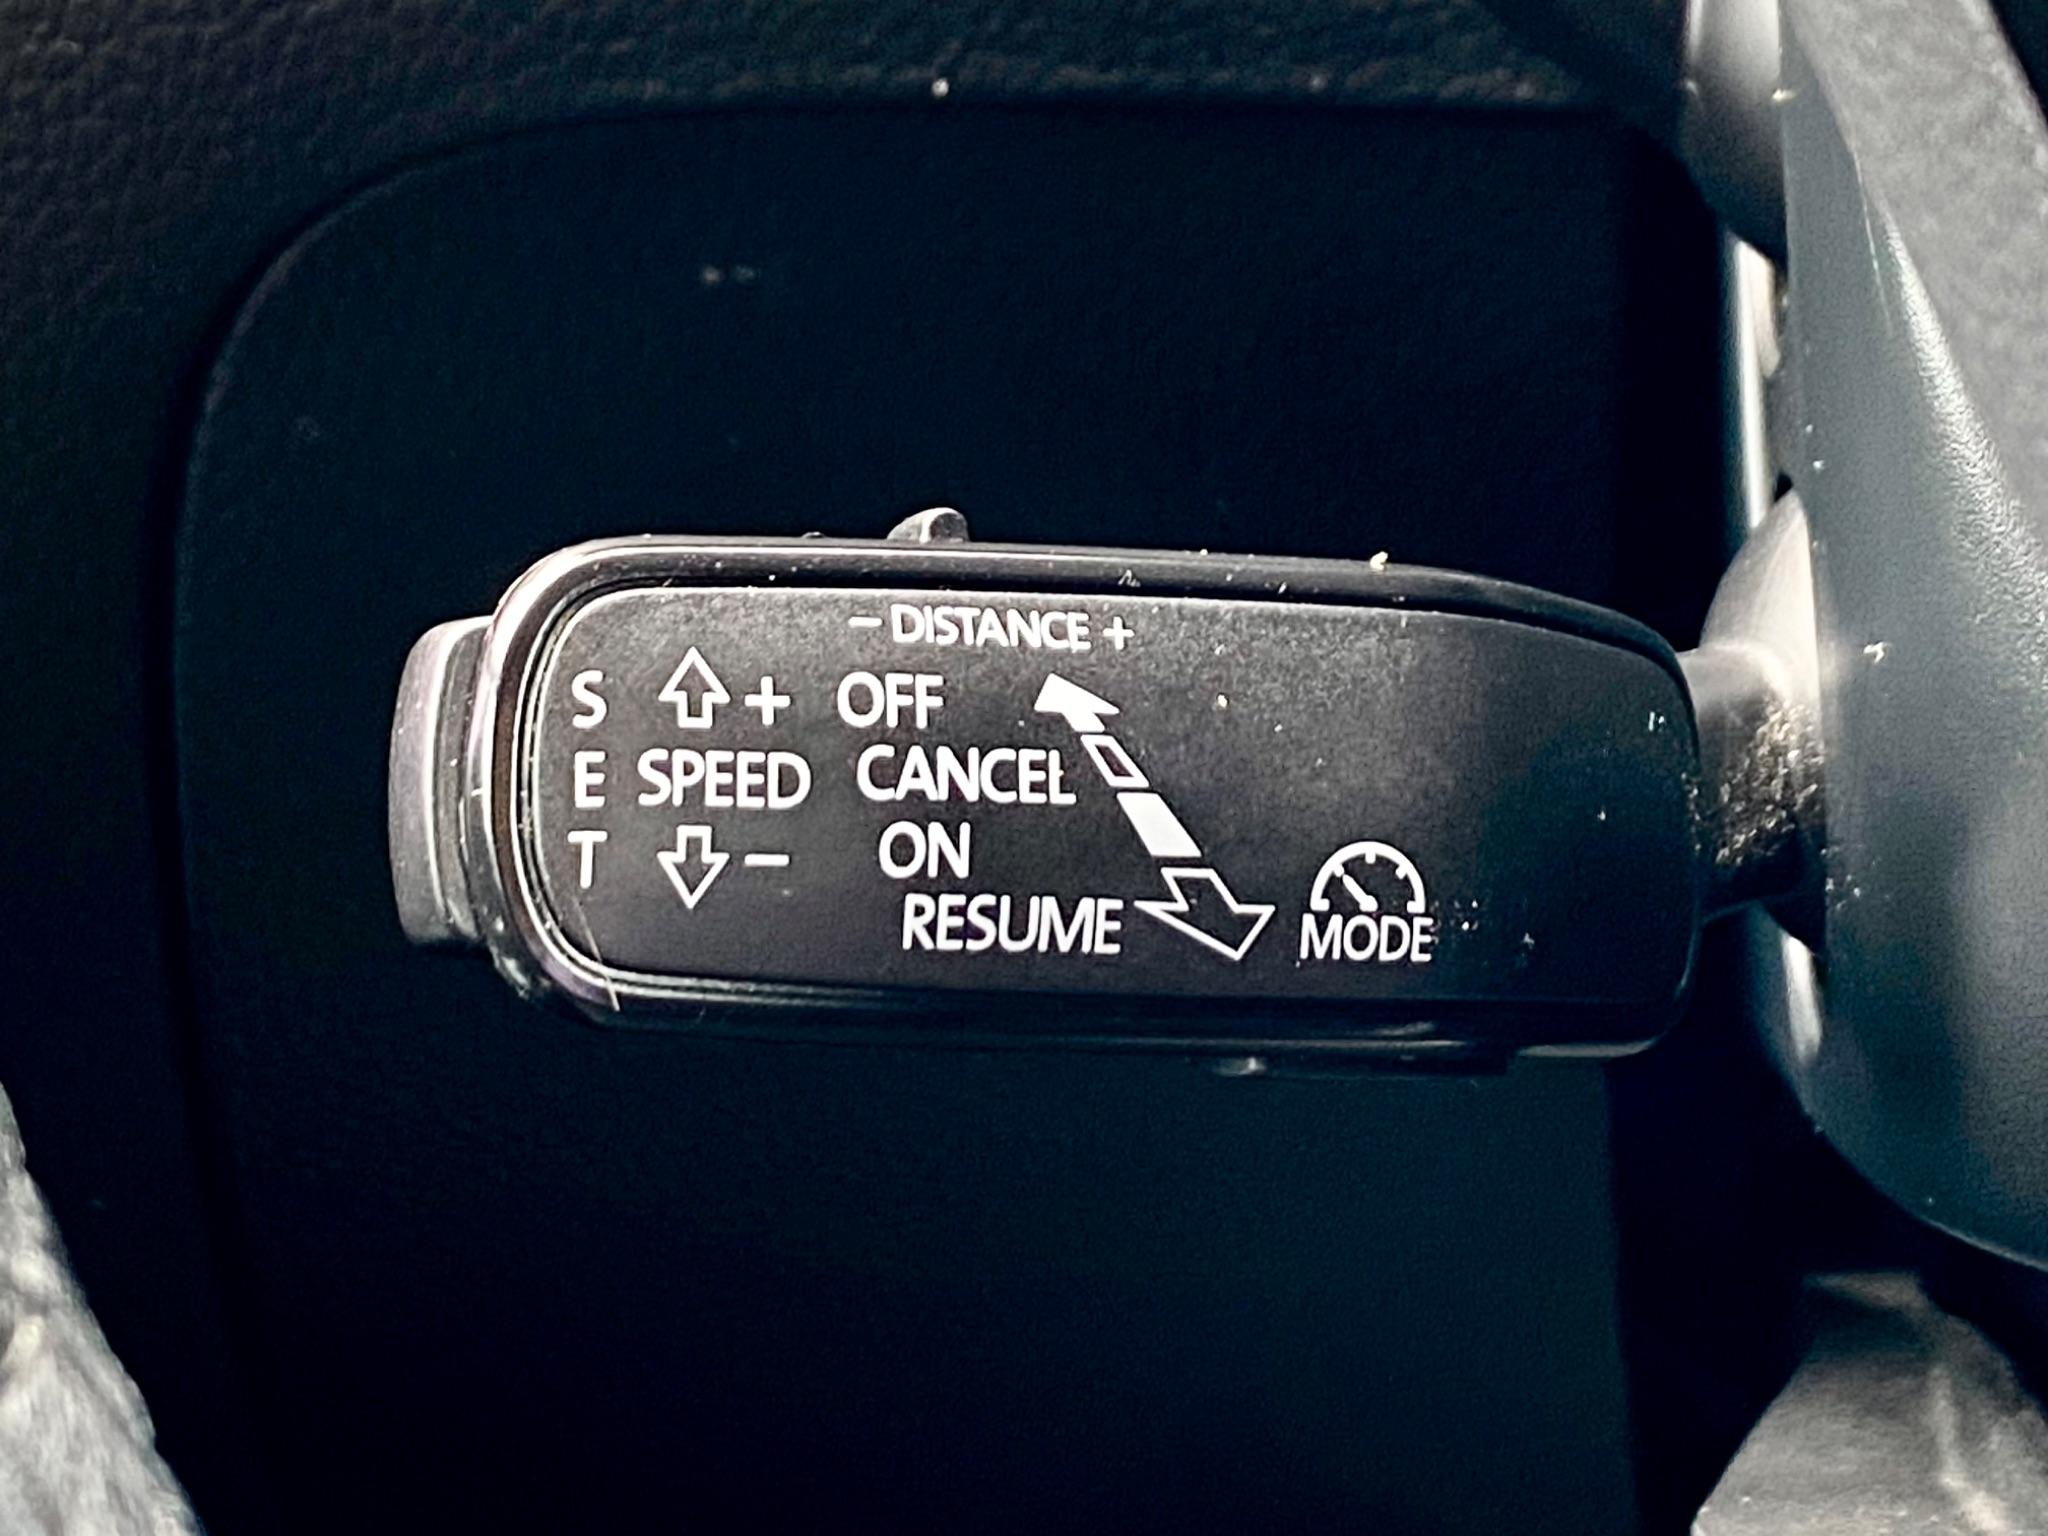 − DISTANCE +
S + OFF
E SPEED CANCEL
T − ON
RESUME MODE